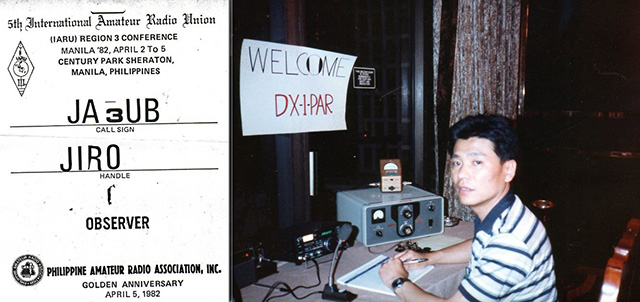 5th International Amateur Radio Union
(IARU) REGION 3 CONFERENCE
MANILA '82, APRIL 2 To 5
CENTURY PARK SHERATON,
MANILA, PHILIPPINES
III
JA3UB
CALL SIGN
JIRO
HANDLE
OBSERVER
PHILIPPINE AMATEUR RADIO ASSOCIATION, INC.
GOLDEN ANNIVERSARY
APRIL 5, 1982
WELCOME
DX-1-PAR